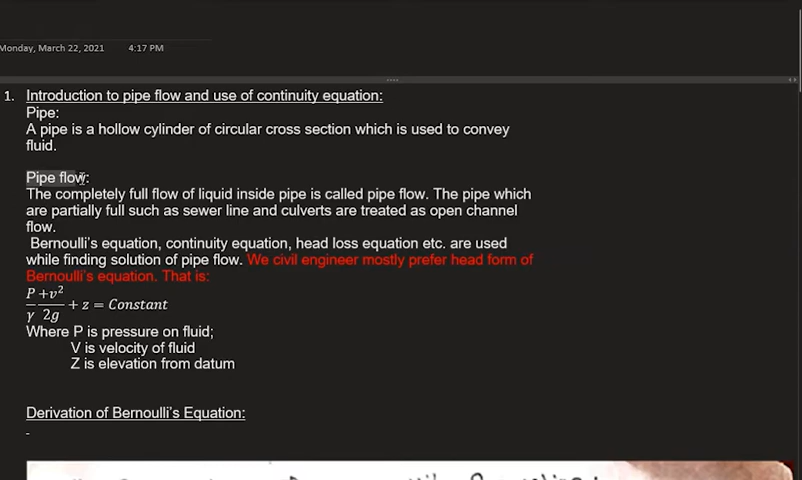 Monday, March 22, 2021 4:17 PM
1. Introduction to pipe flow and use of continuity equation:
Pipe:
A pipe is a hollow cylinder of circular cross section which is used to convey
fluid.
Pipe flow:
The completely full flow of liquid inside pipe is called pipe flow. The pipe which
are partially full such as sewer line and culverts are treated as open channel
flow.
Bernoulli's equation, continuity equation, head loss equation etc. are used
while finding solution of pipe flow. We civil engineer mostly prefer head form of
Bernoulli's equation. That is:
P +v²
γ 2g + z = Constant
Where P is pressure on fluid;
V is velocity of fluid
Z is elevation from datum
Derivation of Bernoulli's Equation:
-